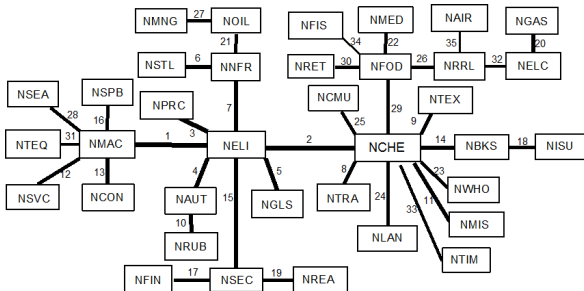 NMNG 27 NOIL
21
NSTL 6 NNFR
7
NFIS NMED NAIR NGAS
34 22 35 20
NRET 30 NFOD 26 NRRL 32 NELC
29
NSEA NSPB NPRC NCMU NTEX
28 16 3 25 9
NTEQ 31 NMAC 1 NELI 2 NCHE 14 NBKS 18 NISU
12 13 4 5 8 23
NSVC NCON NAUT NGLS NTRA NWHO
15 24 11
10 33 NMIS
NRUB NLAN NTIM
NFIN 17 NSEC 19 NREA